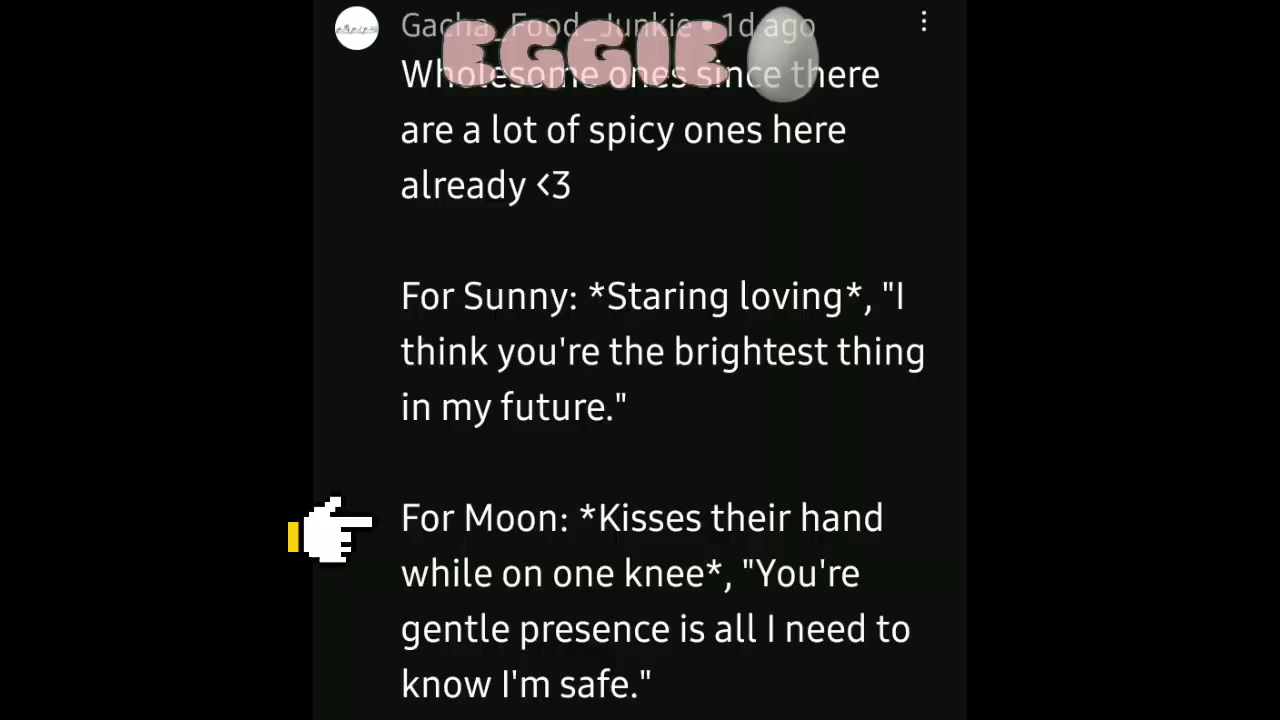 Gacha_Food_Junkie • 1d ago
EGGIE
Wholesome ones since there
are a lot of spicy ones here
already <3
For Sunny: *Staring loving*, "I
think you're the brightest thing
in my future."
For Moon: *Kisses their hand
while on one knee*, "You're
gentle presence is all I need to
know I'm safe."